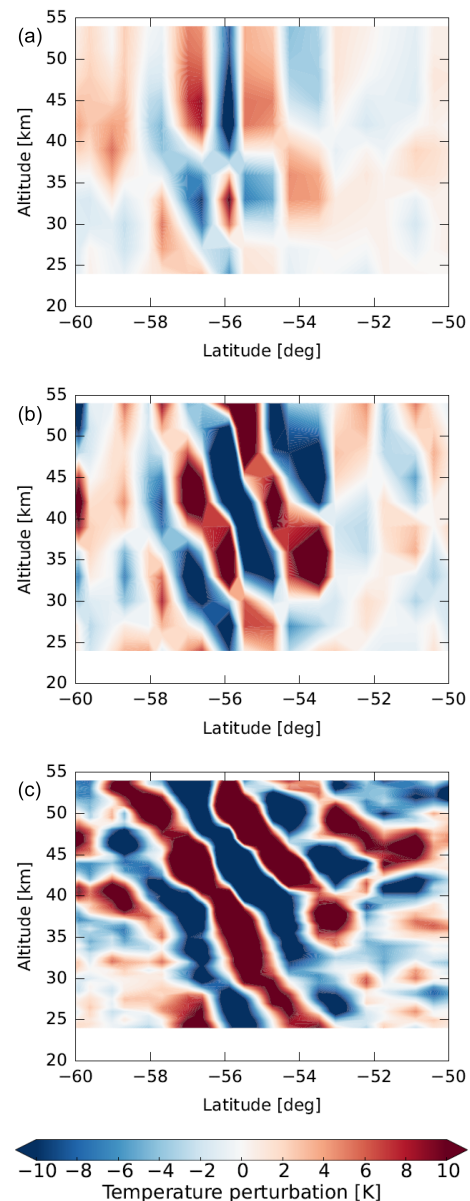 (a)
55
50
45
40
35
30
25
20
Altitude [km]
−60 −58 −56 −54 −52 −50
Latitude [deg]
(b)
55
50
45
40
35
30
25
20
Altitude [km]
−60 −58 −56 −54 −52 −50
Latitude [deg]
(c)
55
50
45
40
35
30
25
20
Altitude [km]
−60 −58 −56 −54 −52 −50
Latitude [deg]
−10 −8 −6 −4 −2 0 2 4 6 8 10
Temperature perturbation [K]